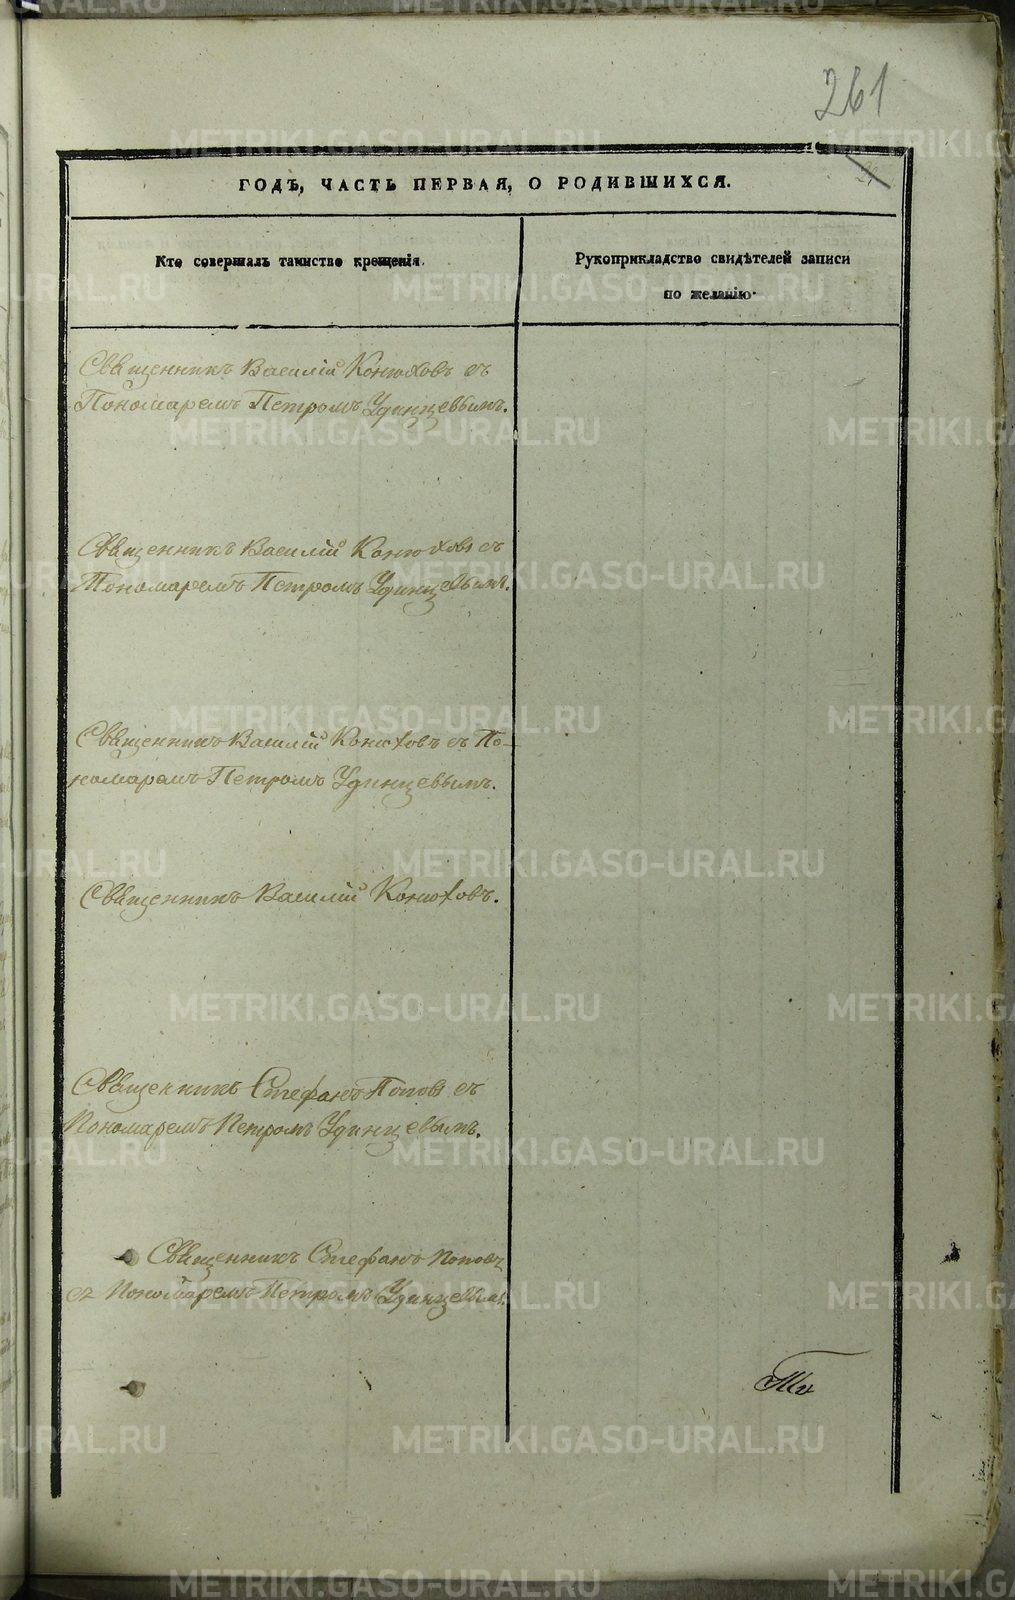 261
ГОДЪ, ЧАСТЬ ПЕРВАЯ, О РОДИВШИХСЯ.
Кто совершалъ таинство крещенія.
Рукоприкладство свидѣтелей записи
по желанію.
Священникъ Василій Конюховъ съ
Пономаремъ Петромъ Удинцевымъ.
Священникъ Василій Конюховъ съ
Пономаремъ Петромъ Удинцевымъ.
Священникъ Василій Конюховъ съ По-
номаремъ Петромъ Удинцевымъ.
Священникъ Василій Конюховъ.
Священникъ Стефанъ Поповъ съ
Пономаремъ Петромъ Удинцевымъ.
Священникъ Стефанъ Поповъ
съ Пономаремъ Петромъ Удинцевымъ.
METRIKI.GASO-URAL.RU